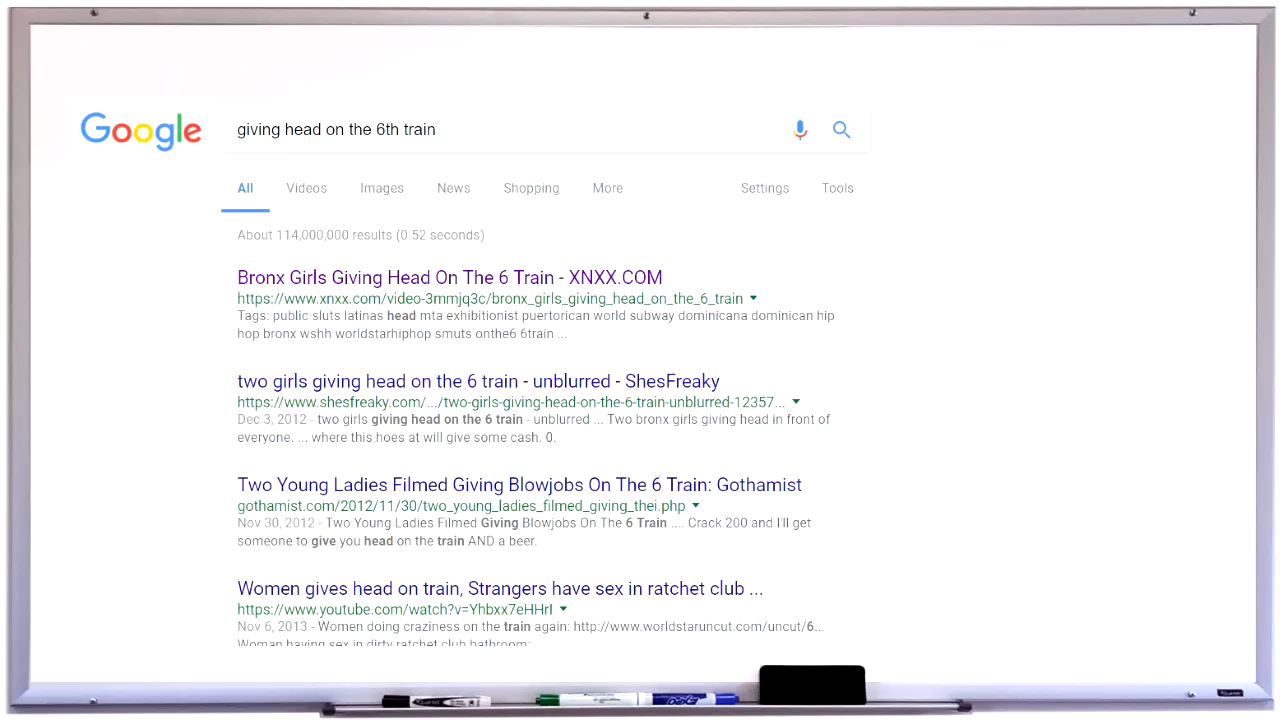 Google
giving head on the 6th train
All Videos Images News Shopping More Settings Tools
About 114,000,000 results (0.52 seconds)
Bronx Girls Giving Head On The 6 Train - XNXX.COM
https://www.xnxx.com/video-3mmjq3c/bronx_girls_giving_head_on_the_6_train
Tags: public sluts latinas head mta exhibitionist puertorican world subway dominicana dominican hip
hop bronx wshh worldstarhiphop smuts onthe6 6train ...
two girls giving head on the 6 train - unblurred - ShesFreaky
https://www.shesfreaky.com/.../two-girls-giving-head-on-the-6-train-unblurred-12357...
Dec 3, 2012 - two girls giving head on the 6 train - unblurred ... Two bronx girls giving head in front of
everyone. ... where this hoes at will give some cash. 0.
Two Young Ladies Filmed Giving Blowjobs On The 6 Train: Gothamist
gothamist.com/2012/11/30/two_young_ladies_filmed_giving_thei.php
Nov 30, 2012 - Two Young Ladies Filmed Giving Blowjobs On The 6 Train .... Crack 200 and I'll get
someone to give you head on the train AND a beer.
Women gives head on train, Strangers have sex in ratchet club ...
https://www.youtube.com/watch?v=Yhbxx7eHHrI
Nov 6, 2013 - Women doing craziness on the train again: http://www.worldstaruncut.com/uncut/6...
Woman having sex in dirty ratchet club bathroom: